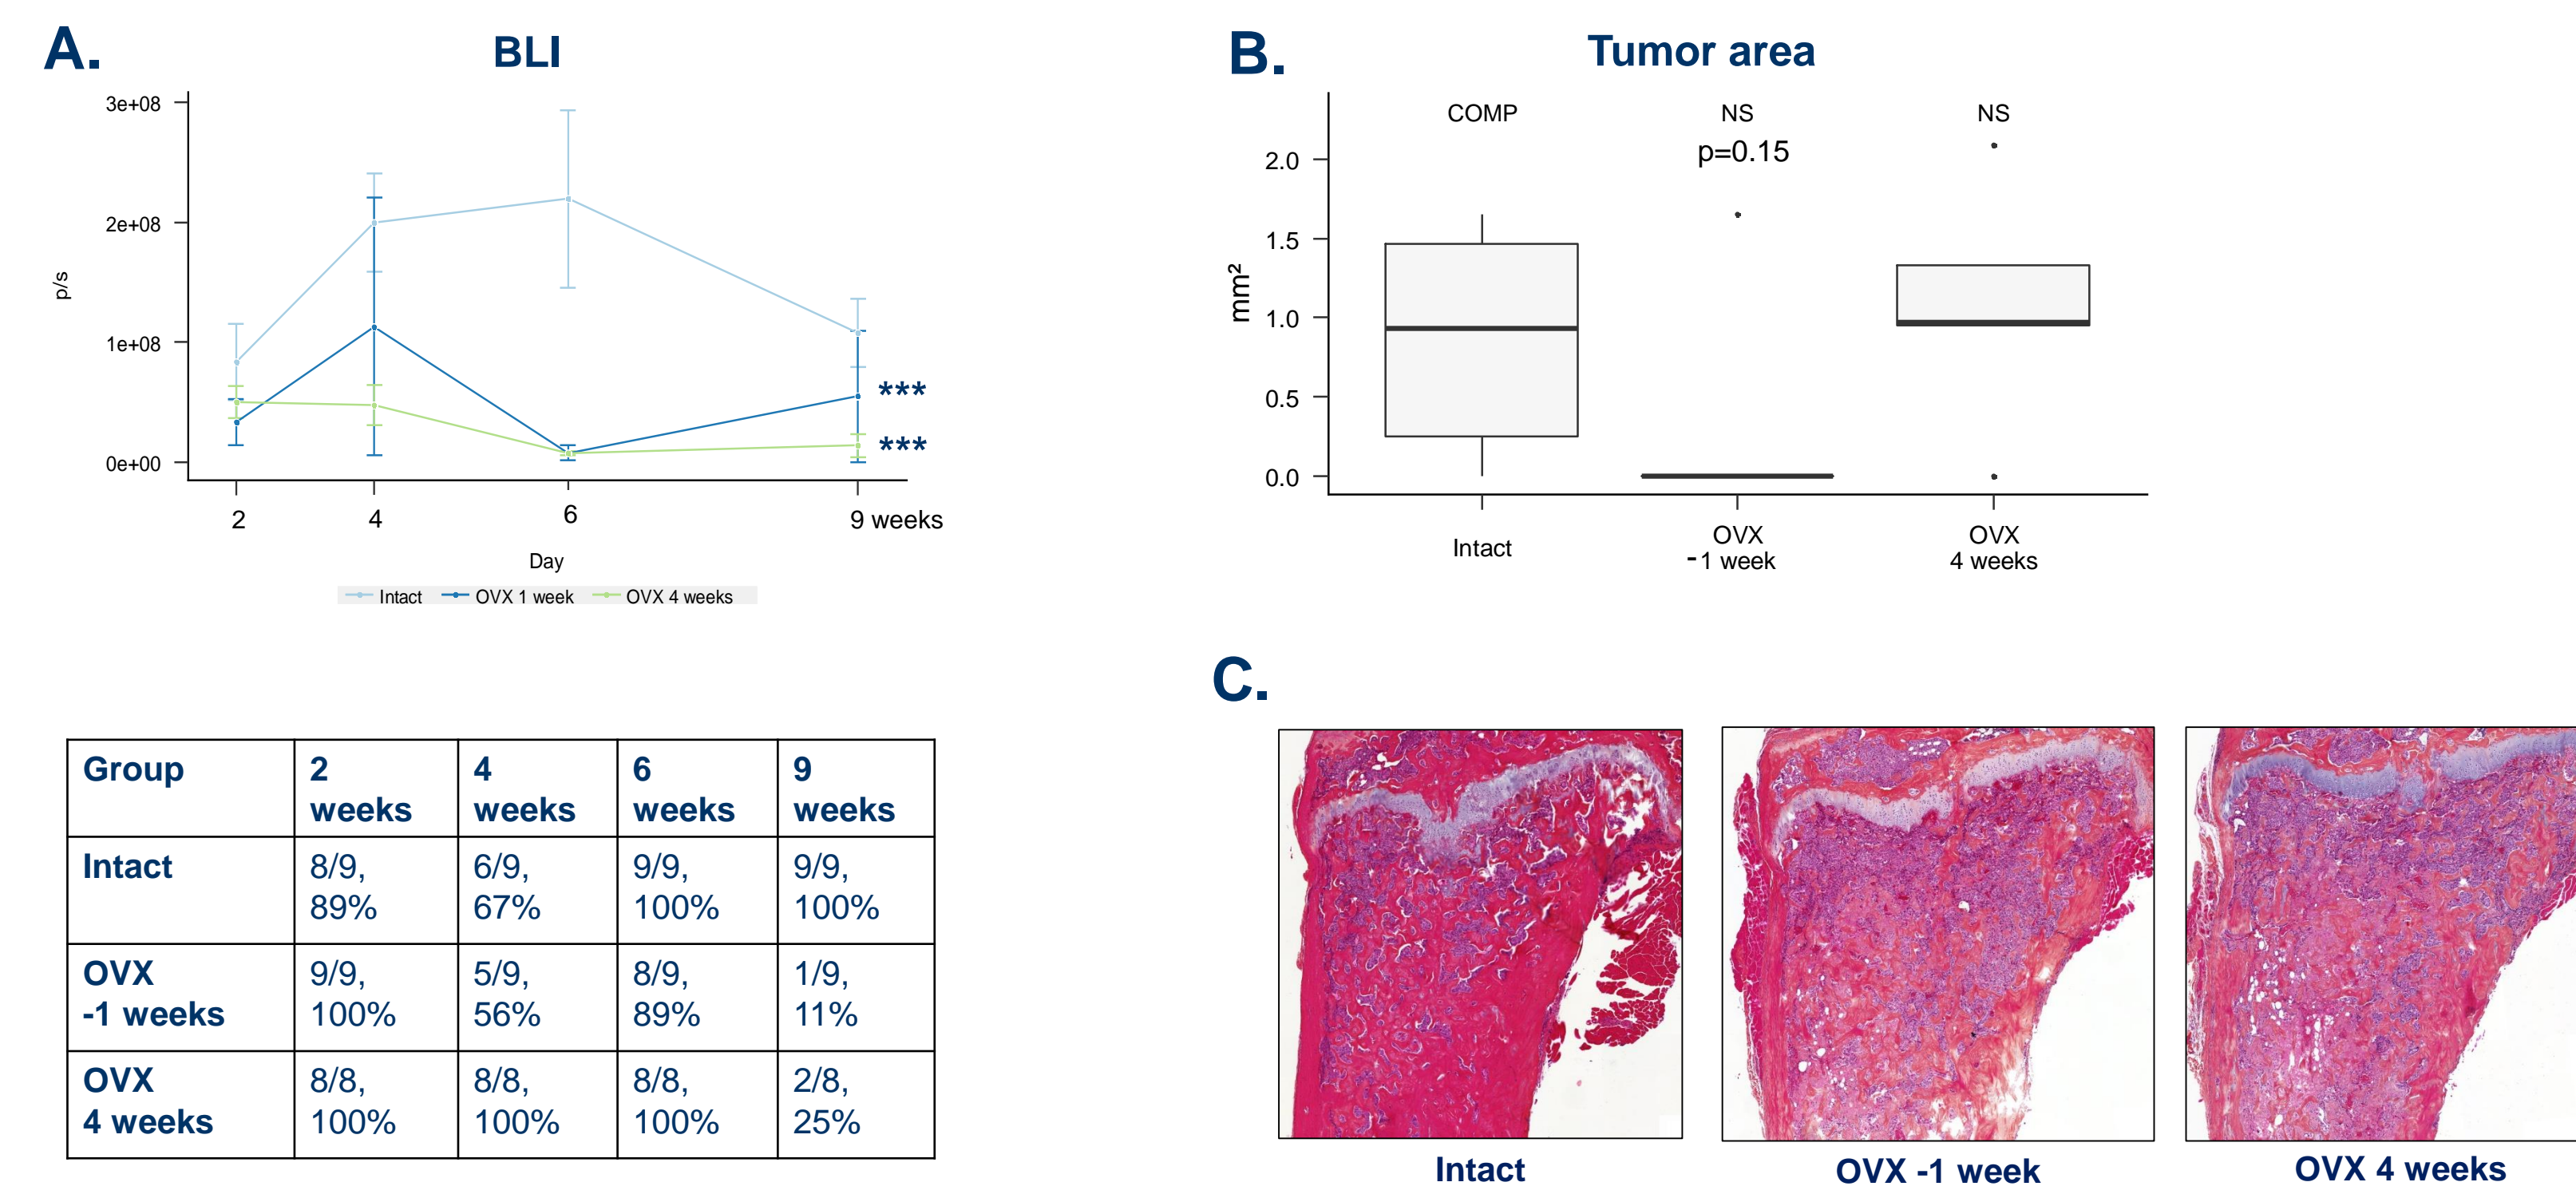 A.
BLI
3e+08
2e+08
1e+08
0e+00
p/s
***
***
2
4
6
9 weeks
Day
Intact
OVX 1 week
OVX 4 weeks
Group
2 weeks
4 weeks
6 weeks
9 weeks
Intact
8/9, 89%
6/9, 67%
9/9, 100%
9/9, 100%
OVX -1 weeks
9/9, 100%
5/9, 56%
8/9, 89%
1/9, 11%
OVX 4 weeks
8/8, 100%
8/8, 100%
8/8, 100%
2/8, 25%
B.
Tumor area
COMP
NS
NS
p=0.15
2.0
1.5
1.0
0.5
0.0
mm²
Intact
OVX
-1 week
OVX
4 weeks
C.
Intact
OVX -1 week
OVX 4 weeks